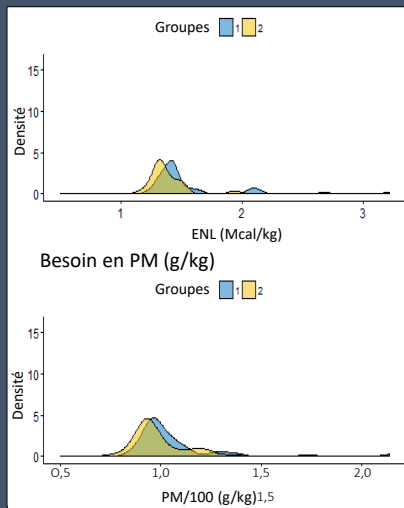 Groupes 1 2
15
10
5
0
Densité
1 2 3
ENL (Mcal/kg)
Besoin en PM (g/kg)
Groupes 1 2
15
10
5
0
Densité
0,5 1,0 1,5 2,0
PM/100 (g/kg)1,5